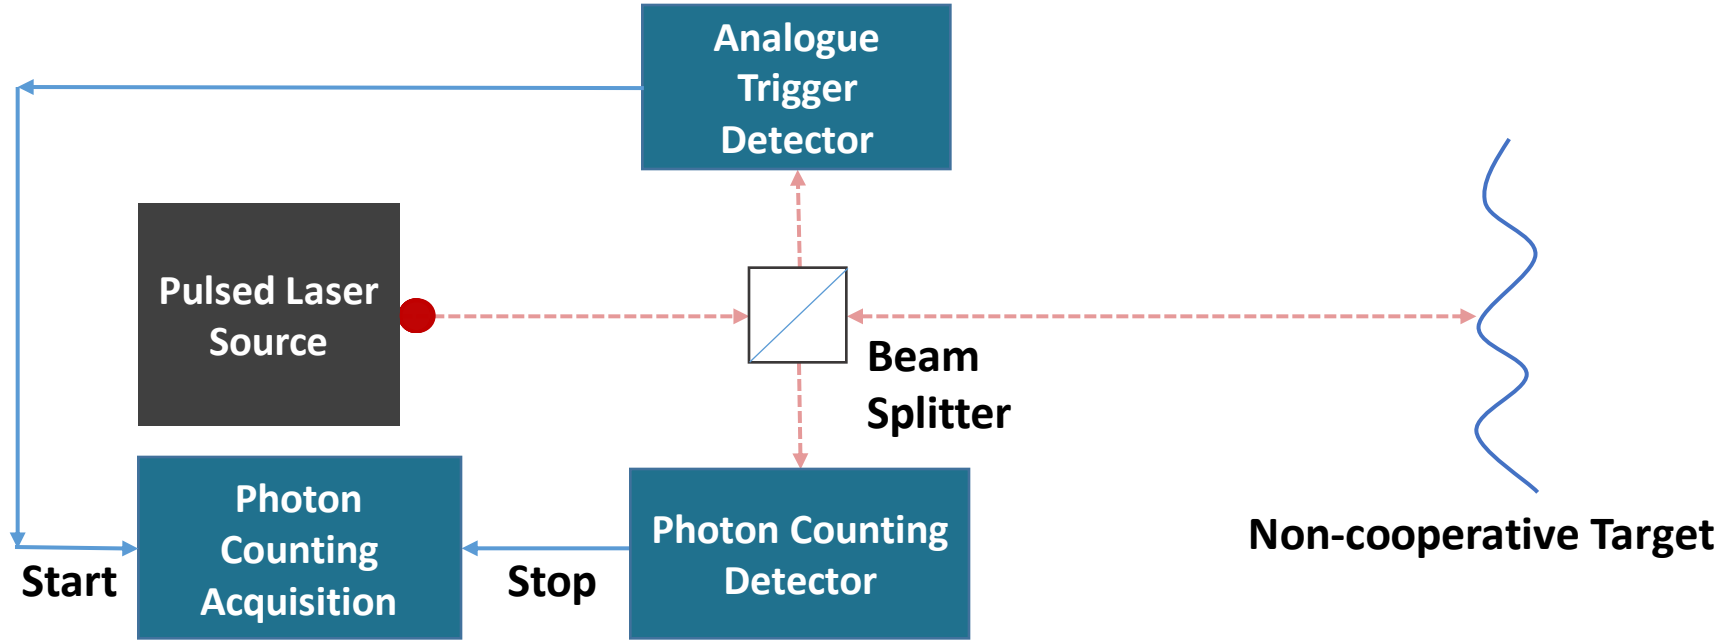 Analogue
Trigger
Detector
Pulsed Laser
Source
Beam
Splitter
Photon
Counting
Acquisition
Photon Counting
Detector
Start
Stop
Non-cooperative Target